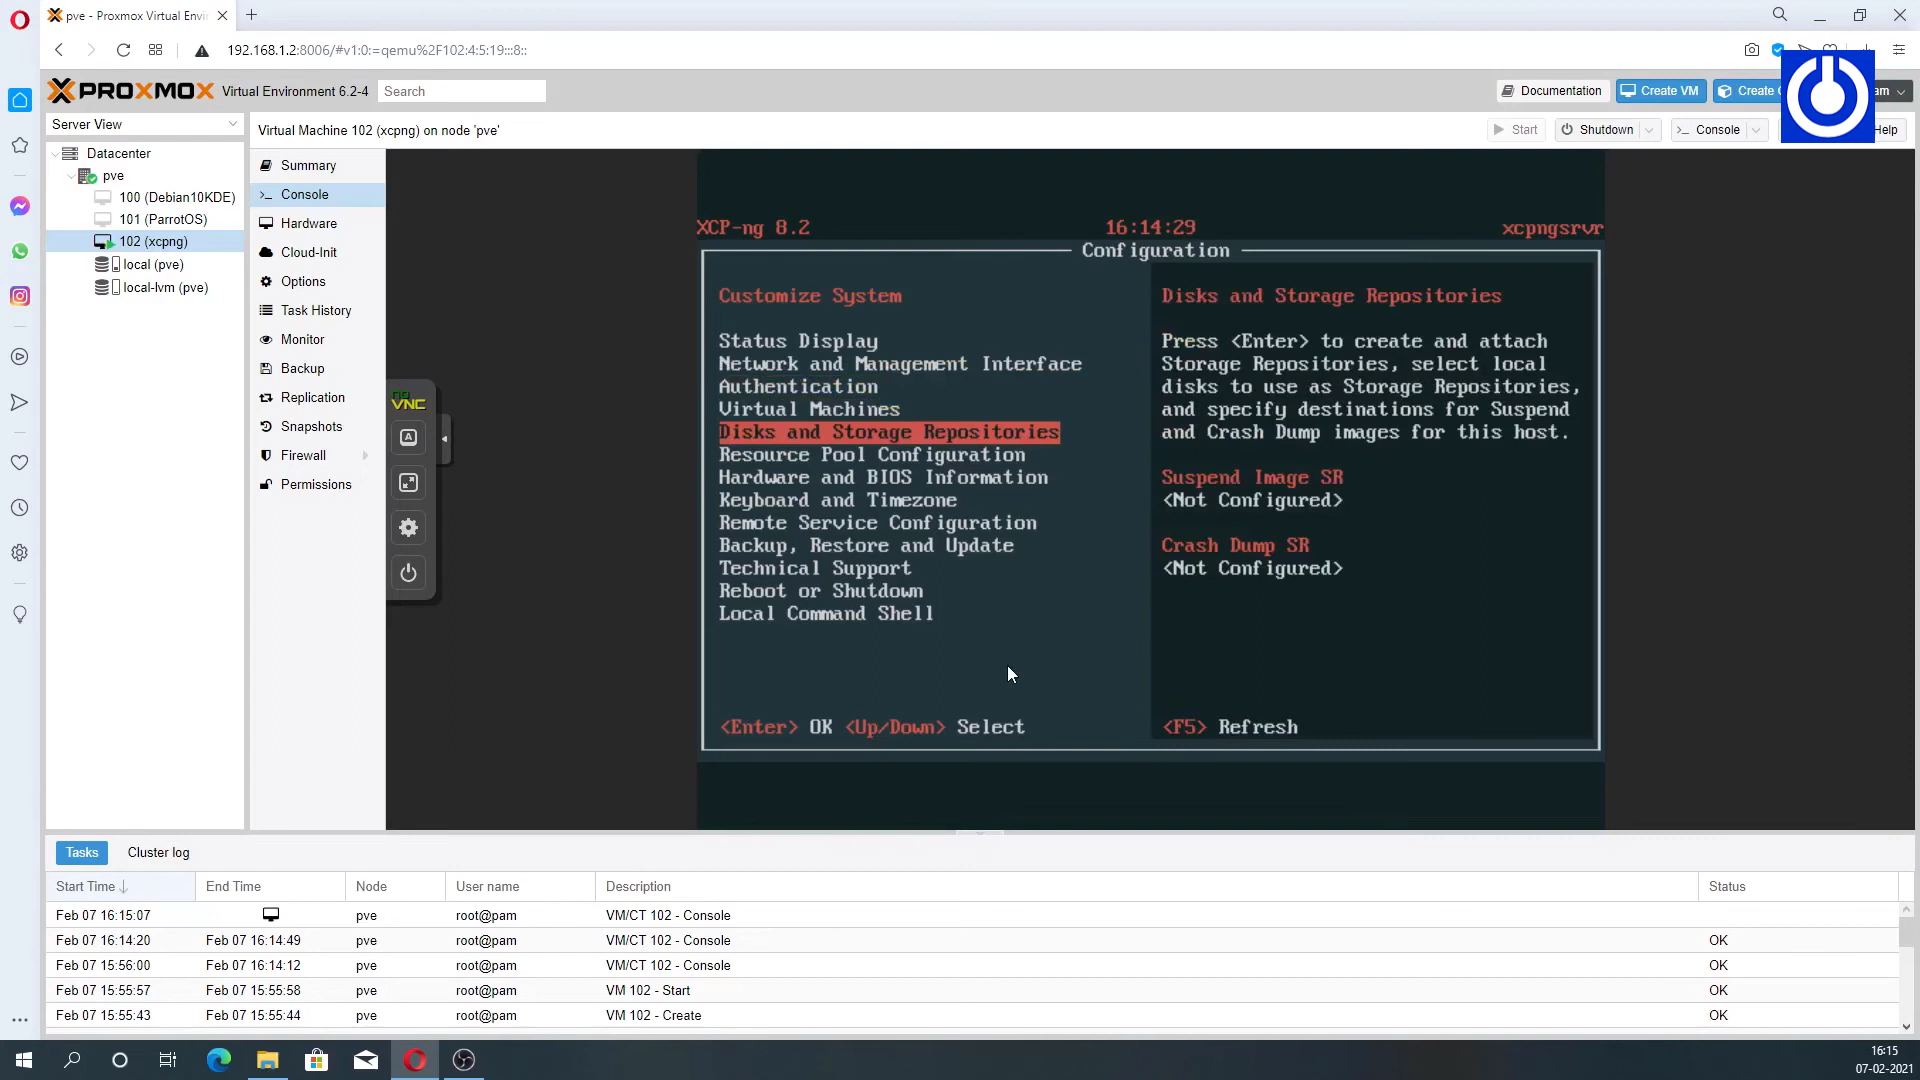 pve - Proxmox Virtual Envi
192.168.1.2:8006/#v1:0:=qemu%2F102:4:5:19:::8::
PROXMOX Virtual Environment 6.2-4 Search
Documentation Create VM Create
Server View
Virtual Machine 102 (xcpng) on node 'pve'
Start Shutdown Console
Datacenter
pve
100 (Debian10KDE)
101 (ParrotOS)
102 (xcpng)
local (pve)
local-lvm (pve)
Summary
Console
Hardware
Cloud-Init
Options
Task History
Monitor
Backup
Replication
Snapshots
Firewall
Permissions
no
VNC
A
XCP-ng 8.2 16:14:29 xcpngsrvr
Configuration
Customize System
Status Display
Network and Management Interface
Authentication
Virtual Machines
Disks and Storage Repositories
Resource Pool Configuration
Hardware and BIOS Information
Keyboard and Timezone
Remote Service Configuration
Backup, Restore and Update
Technical Support
Reboot or Shutdown
Local Command Shell
<Enter> OK <Up/Down> Select
Disks and Storage Repositories
Press <Enter> to create and attach
Storage Repositories, select local
disks to use as Storage Repositories,
and specify destinations for Suspend
and Crash Dump images for this host.
Suspend Image SR
<Not Configured>
Crash Dump SR
<Not Configured>
<F5> Refresh
Tasks Cluster log
Start Time End Time Node User name Description Status
Feb 07 16:15:07 pve root@pam VM/CT 102 - Console
Feb 07 16:14:20 Feb 07 16:14:49 pve root@pam VM/CT 102 - Console OK
Feb 07 15:56:00 Feb 07 16:14:12 pve root@pam VM/CT 102 - Console OK
Feb 07 15:55:57 Feb 07 15:55:58 pve root@pam VM 102 - Start OK
Feb 07 15:55:43 Feb 07 15:55:44 pve root@pam VM 102 - Create OK
16:15
07-02-2021